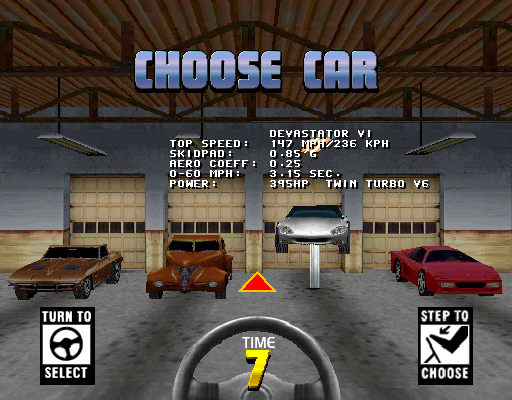 CHOOSE CAR
DEVASTATOR VI
TOP SPEED: 147 MPH/236 KPH
SKIDPAD: 0.85 G
AERO COEFF: 0.25
0-60 MPH: 3.15 SEC.
POWER: 395HP TWIN TURBO V6
TURN TO
SELECT
STEP TO
CHOOSE
TIME
7